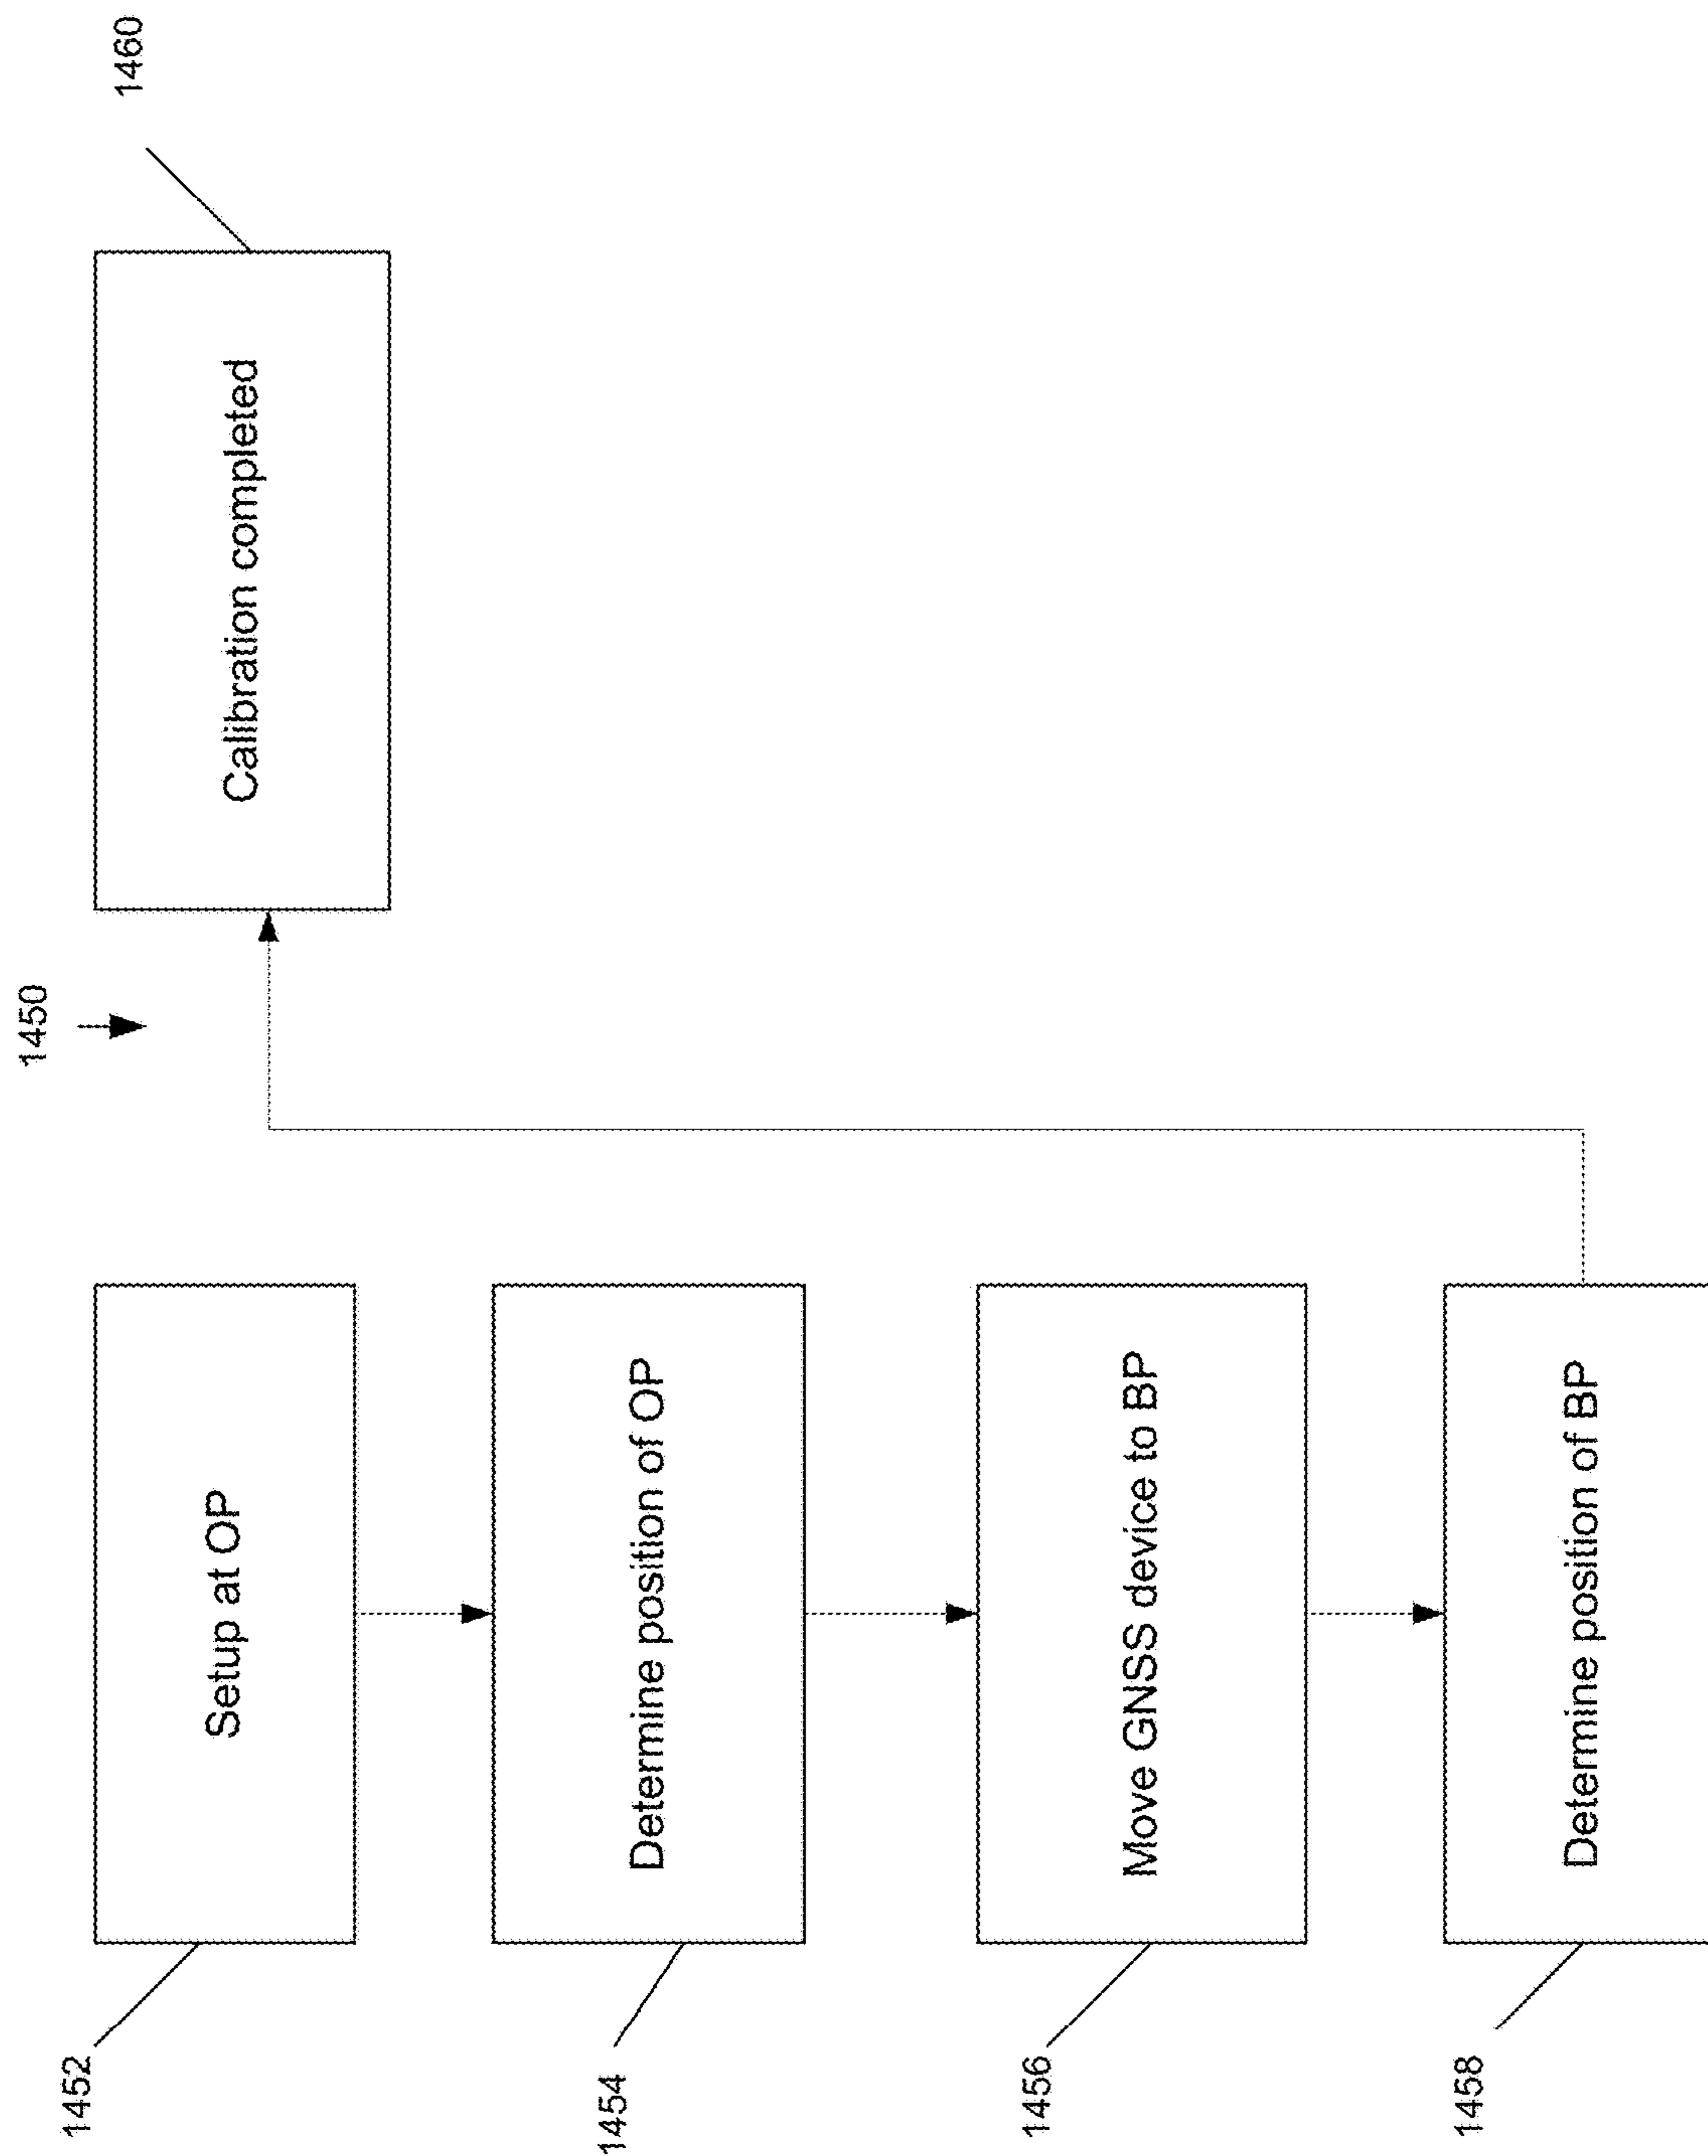 1450
1452
Setup at OP
1454
Determine position of OP
1456
Move GNSS device to BP
1458
Determine position of BP
Calibration completed
1460